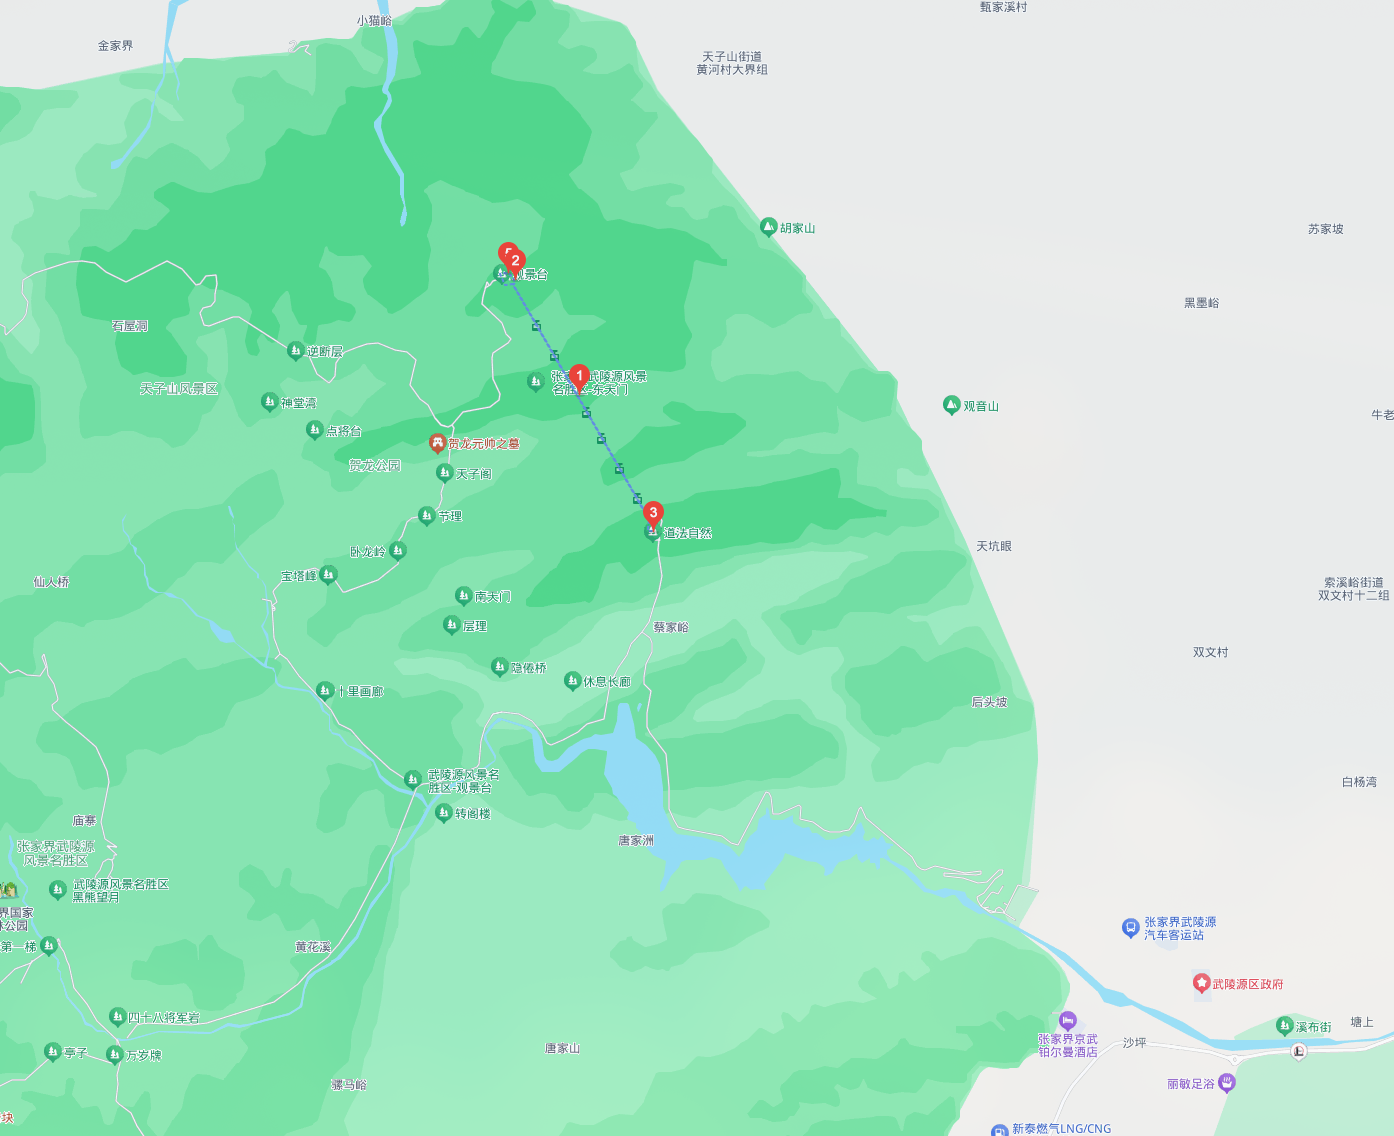 甄家溪村
小猫峪
金家界
天子山街道
黄河村大界组
胡家山
苏家坡
5
2
观景台
黑墨峪
石屋洞
逆断层
天子山风景区
张家界武陵源风景
名胜区-东天门
1
神堂湾
观音山
牛老
点将台
贺龙元帅之墓
贺龙公园
天子阁
节理
3
道法自然
卧龙岭
天坑眼
宝塔峰
仙人桥
南天门
索溪峪街道
双文村十二组
层理
蔡家峪
双文村
隐倦桥
休息长廊
十里画廊
后头坡
武陵源风景名
胜区-观景台
白杨湾
转阁楼
庙寨
唐家洲
张家界武陵源
风景名胜区
武陵源风景名胜区
黑熊望月
界国家
林公园
第一梯
黄花溪
张家界武陵源
汽车客运站
武陵源区政府
四十八将军岩
溪布街
塘上
亭子
万岁牌
唐家山
张家界京武
铂尔曼酒店
沙坪
骡马峪
丽敏足浴
块
新泰燃气LNG/CNG